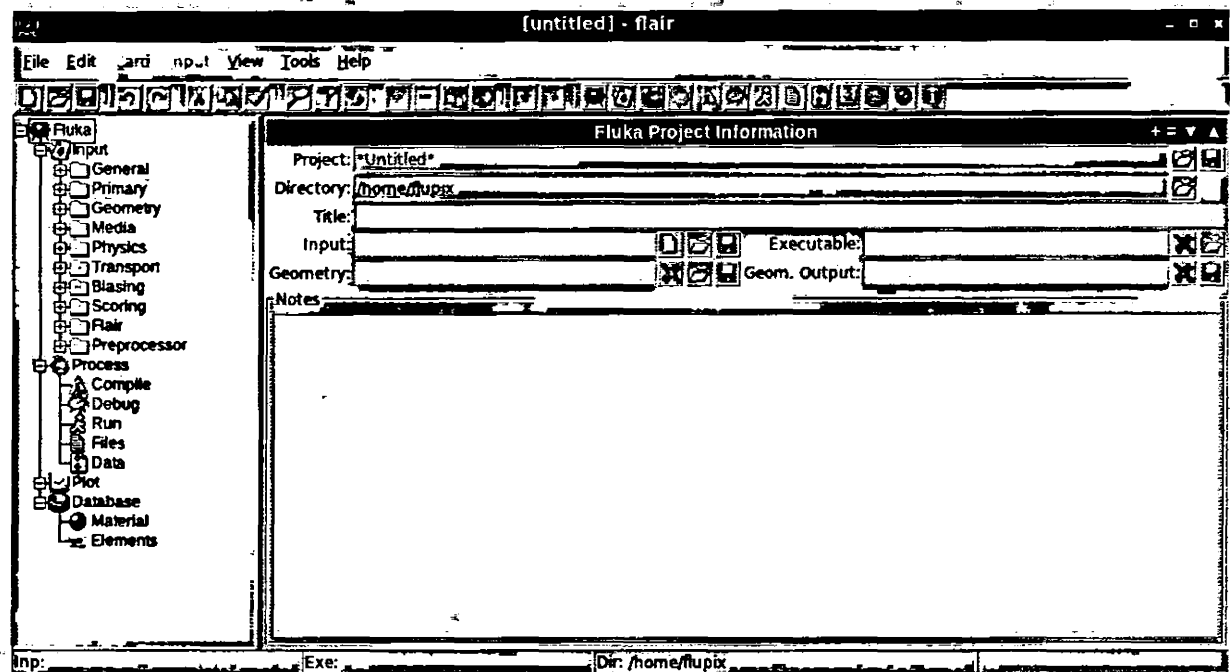 [untitled] - flair
File Edit View Tools Help
Fluka
Input
General
Primary
Geometry
Media
Physics
Transport
Biasing
Scoring
Flair
Preprocessor
Process
Compile
Debug
Run
Files
Data
Plot
Database
Material
Elements
Fluka Project Information
Project: *Untitled*
Directory: /home/flupix
Title:
Input: Executable:
Geometry: Geom. Output:
Notes
Inp: Exe: Dir: /home/flupix